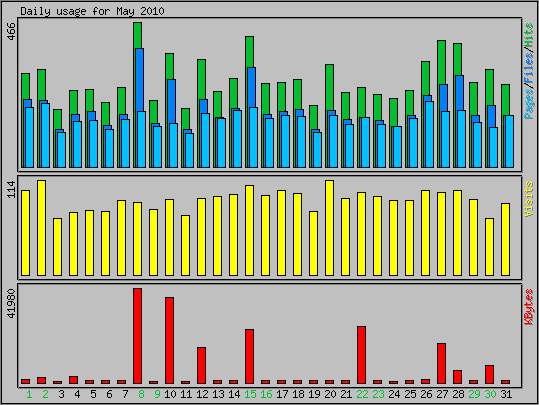 Daily usage for May 2010
466
Pages/Files/Hits
114
Visits
41980
KBytes
1 2 3 4 5 6 7 8 9 10 11 12 13 14 15 16 17 18 19 20 21 22 23 24 25 26 27 28 29 30 31